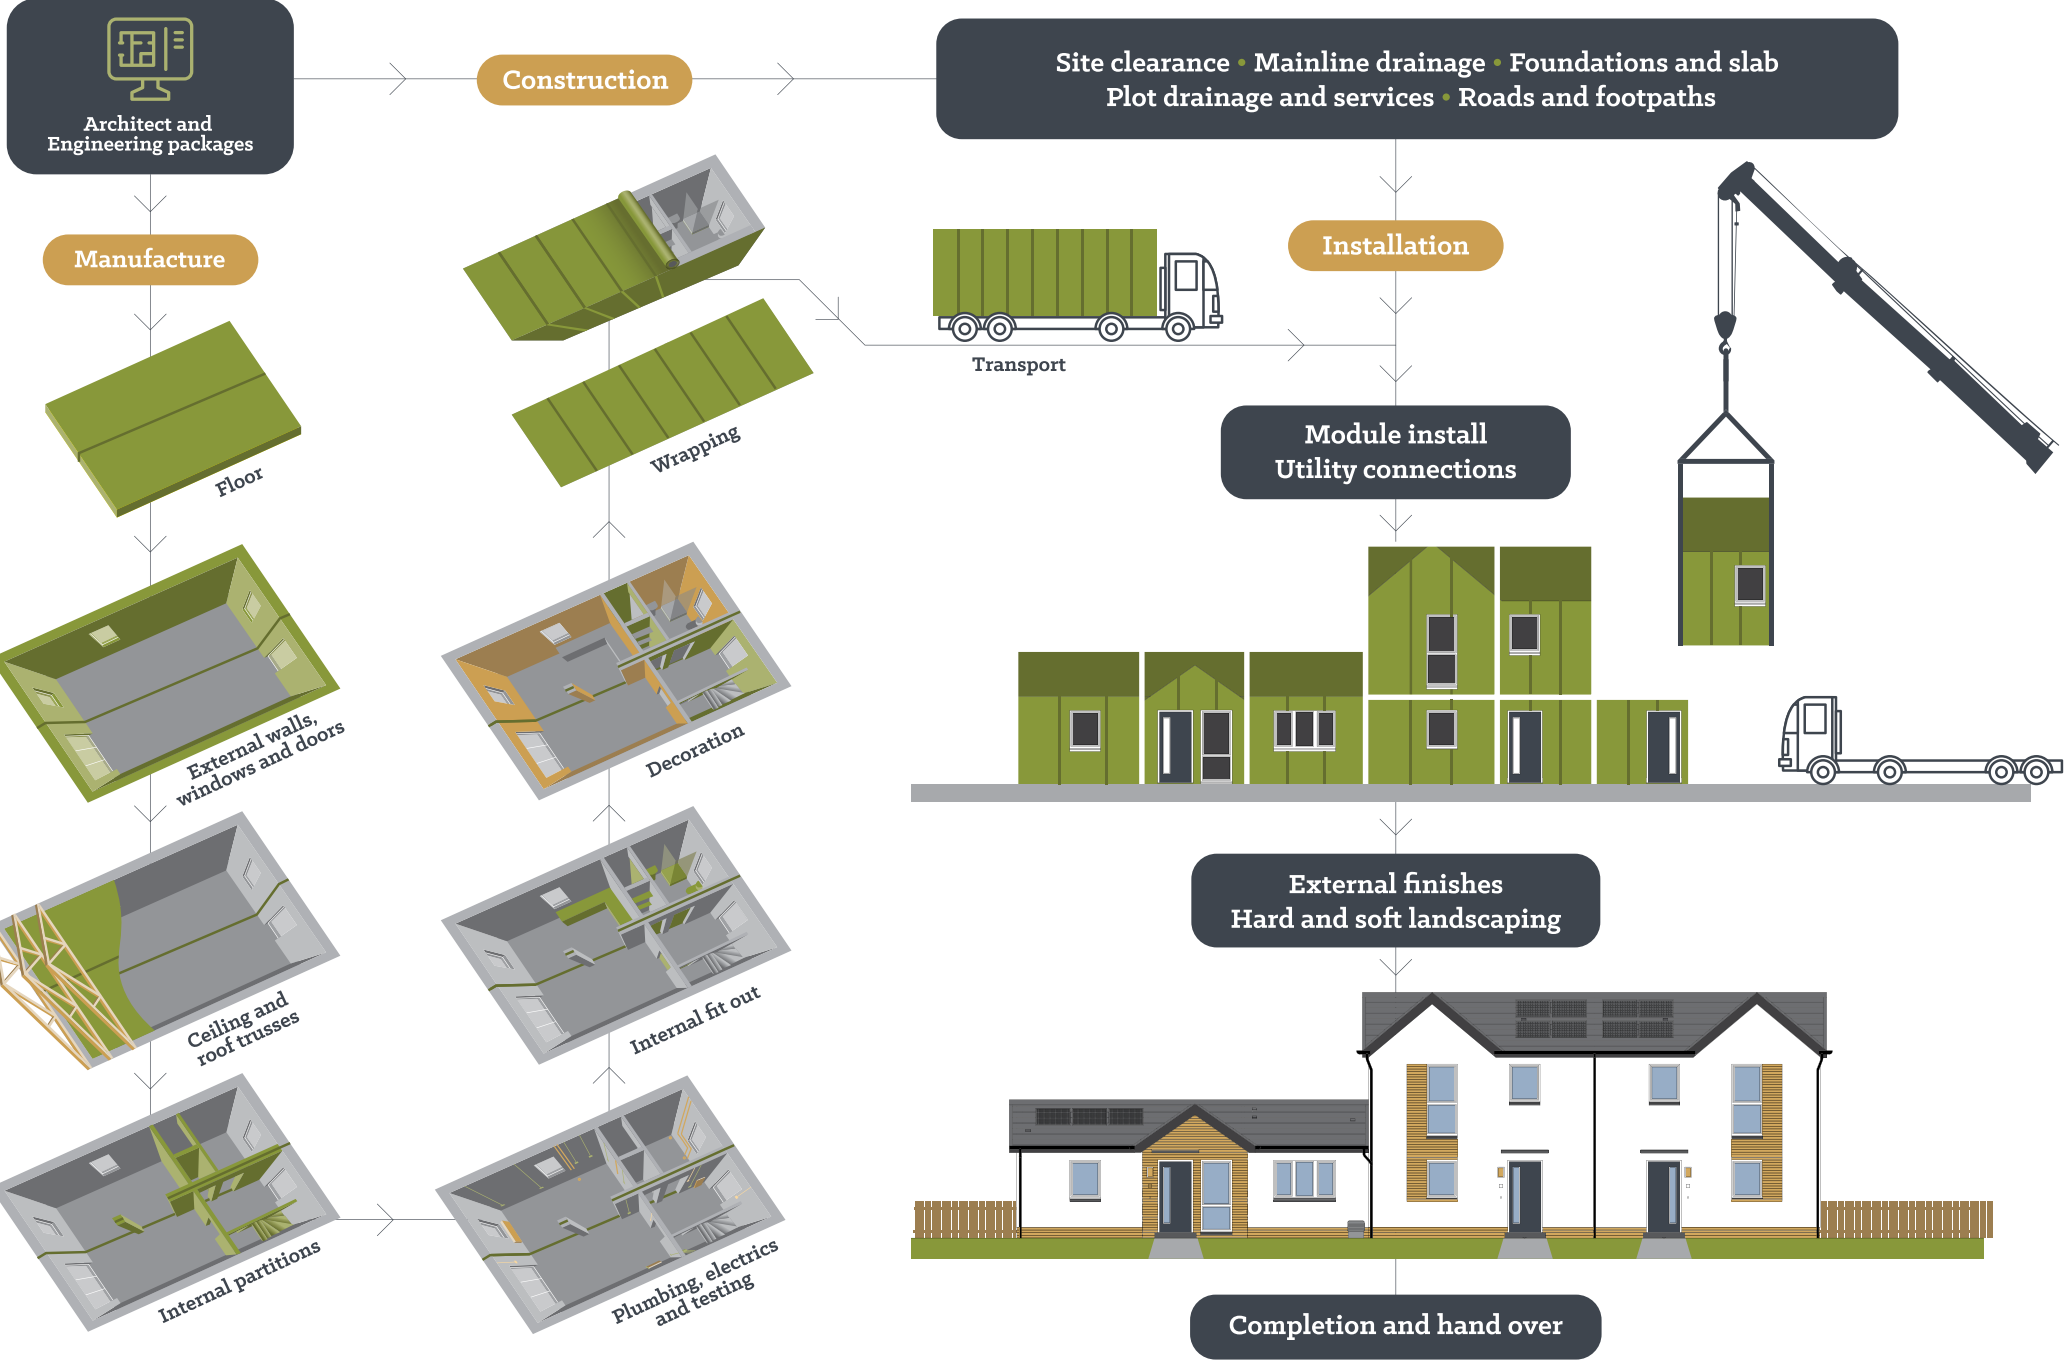 Architect and
Engineering packages
Construction
Site clearance • Mainline drainage • Foundations and slab
Plot drainage and services • Roads and footpaths
Manufacture
Floor
External walls,
windows and doors
Ceiling and
roof trusses
Internal partitions
Plumbing, electrics
and testing
Internal fit out
Decoration
Wrapping
Transport
Installation
Module install
Utility connections
External finishes
Hard and soft landscaping
Completion and hand over